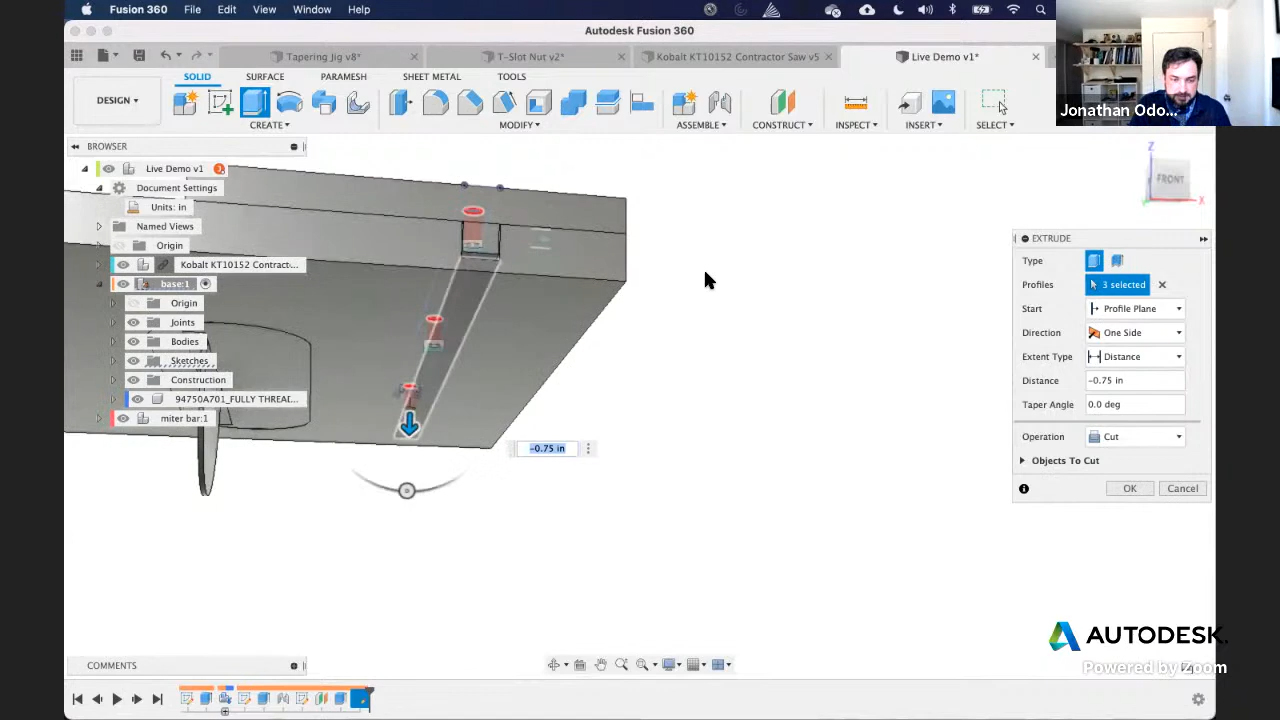 Fusion 360 File Edit View Window Help
Autodesk Fusion 360
Tapering Jig v8*
T-Slot Nut v2*
Kobalt KT10152 Contractor Saw v5
Live Demo v1*
Jonathan Odo...
SOLID SURFACE PARAMESH SHEET METAL TOOLS
DESIGN
CREATE
MODIFY
ASSEMBLE
CONSTRUCT
INSPECT
INSERT
SELECT
BROWSER
Live Demo v1
Document Settings
Units: in
Named Views
Origin
Kobalt KT10152 Contract...
base:1
Origin
Joints
Bodies
Sketches
Construction
94750A701_FULLY THREAD...
miter bar:1
Z
FRONT
X
EXTRUDE
Type
Profiles 3 selected
Start Profile Plane
Direction One Side
Extent Type Distance
Distance -0.75 in
Taper Angle 0.0 deg
Operation Cut
Objects To Cut
OK Cancel
-0.75 in
AUTODESK.
Powered by Zoom
COMMENTS